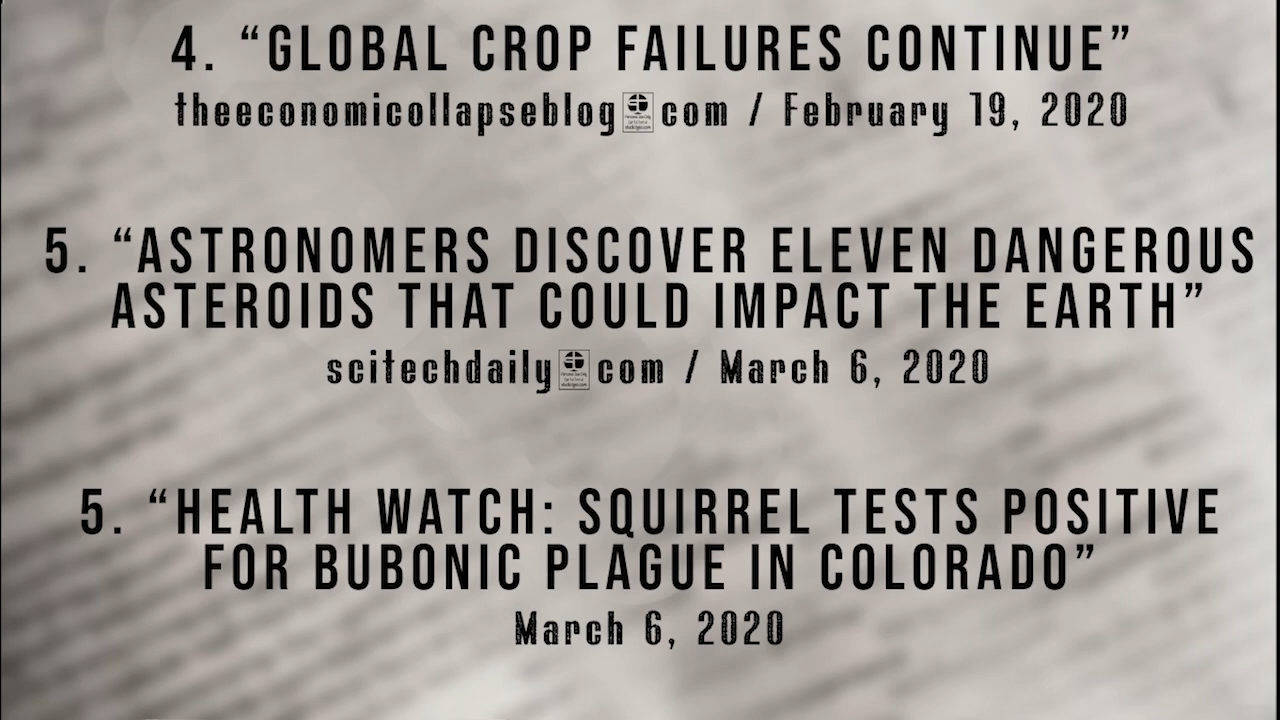 4. “GLOBAL CROP FAILURES CONTINUE”
theeconomicollapseblog com / February 19, 2020
5. “ASTRONOMERS DISCOVER ELEVEN DANGEROUS
ASTEROIDS THAT COULD IMPACT THE EARTH”
scitechdaily com / March 6, 2020
5. “HEALTH WATCH: SQUIRREL TESTS POSITIVE
FOR BUBONIC PLAGUE IN COLORADO”
March 6, 2020